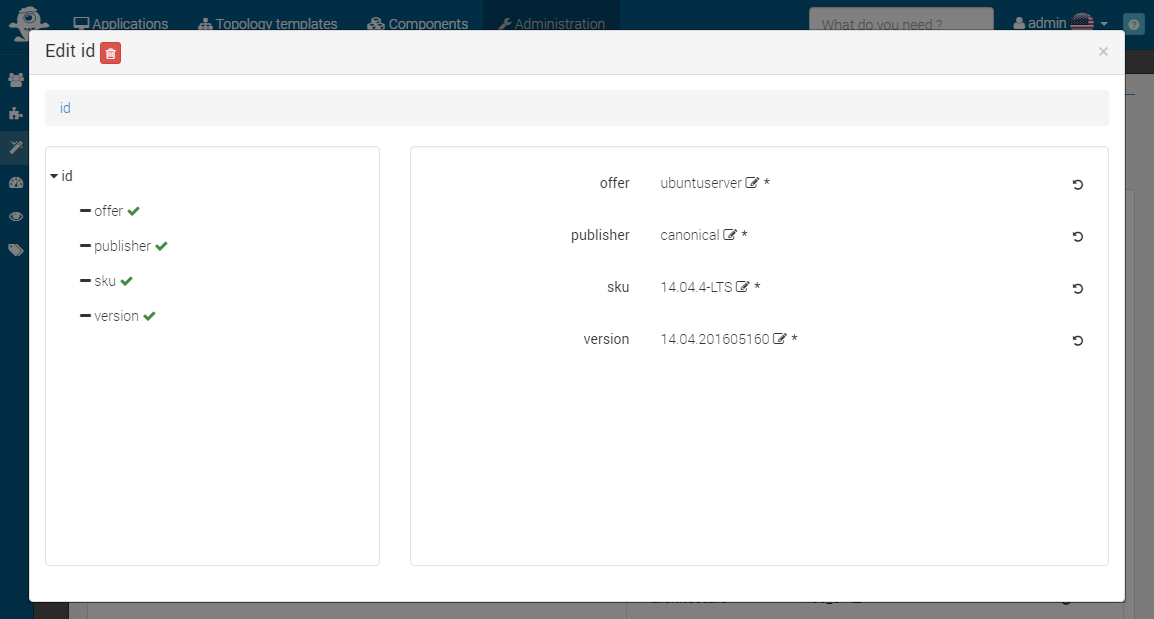 Applications Topology templates Components Administration What do you need ? admin
Edit id ×
id
id
offer
publisher
sku
version
offer ubuntuserver *
publisher canonical *
sku 14.04.4-LTS *
version 14.04.201605160 *